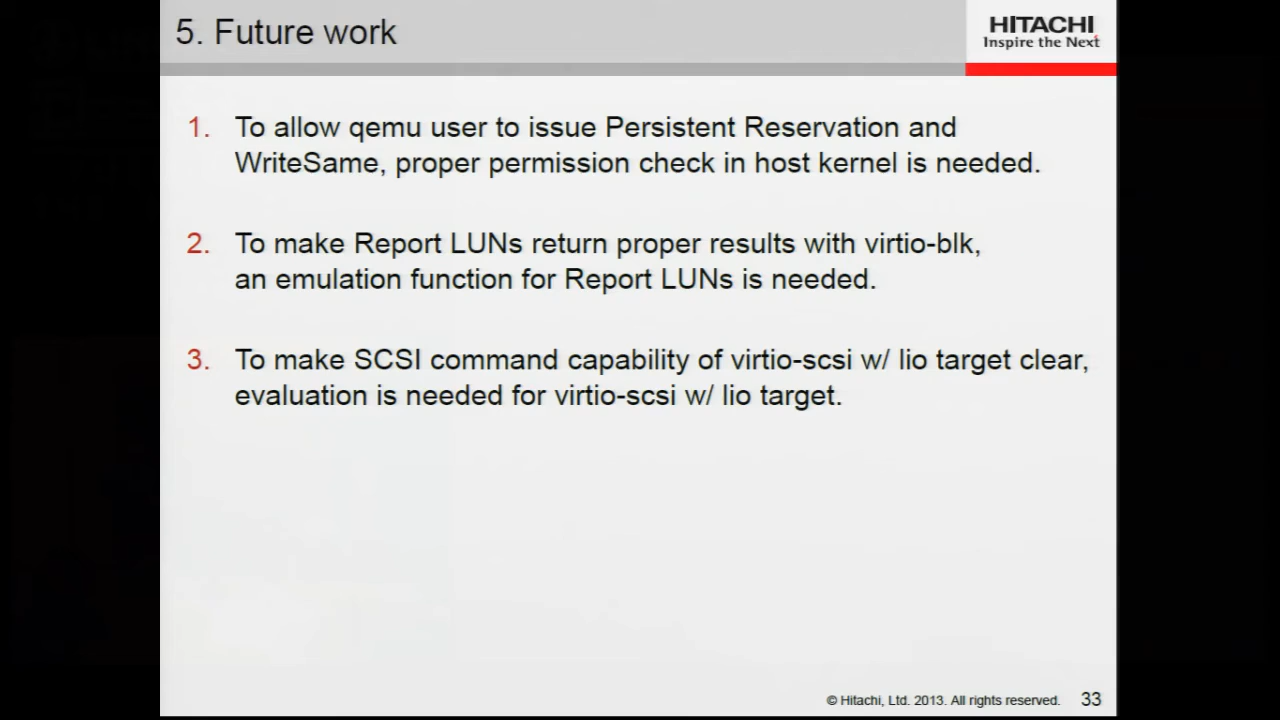 5. Future work
HITACHI
Inspire the Next
1. To allow qemu user to issue Persistent Reservation and
WriteSame, proper permission check in host kernel is needed.
2. To make Report LUNs return proper results with virtio-blk,
an emulation function for Report LUNs is needed.
3. To make SCSI command capability of virtio-scsi w/ lio target clear,
evaluation is needed for virtio-scsi w/ lio target.
© Hitachi, Ltd. 2013. All rights reserved. 33